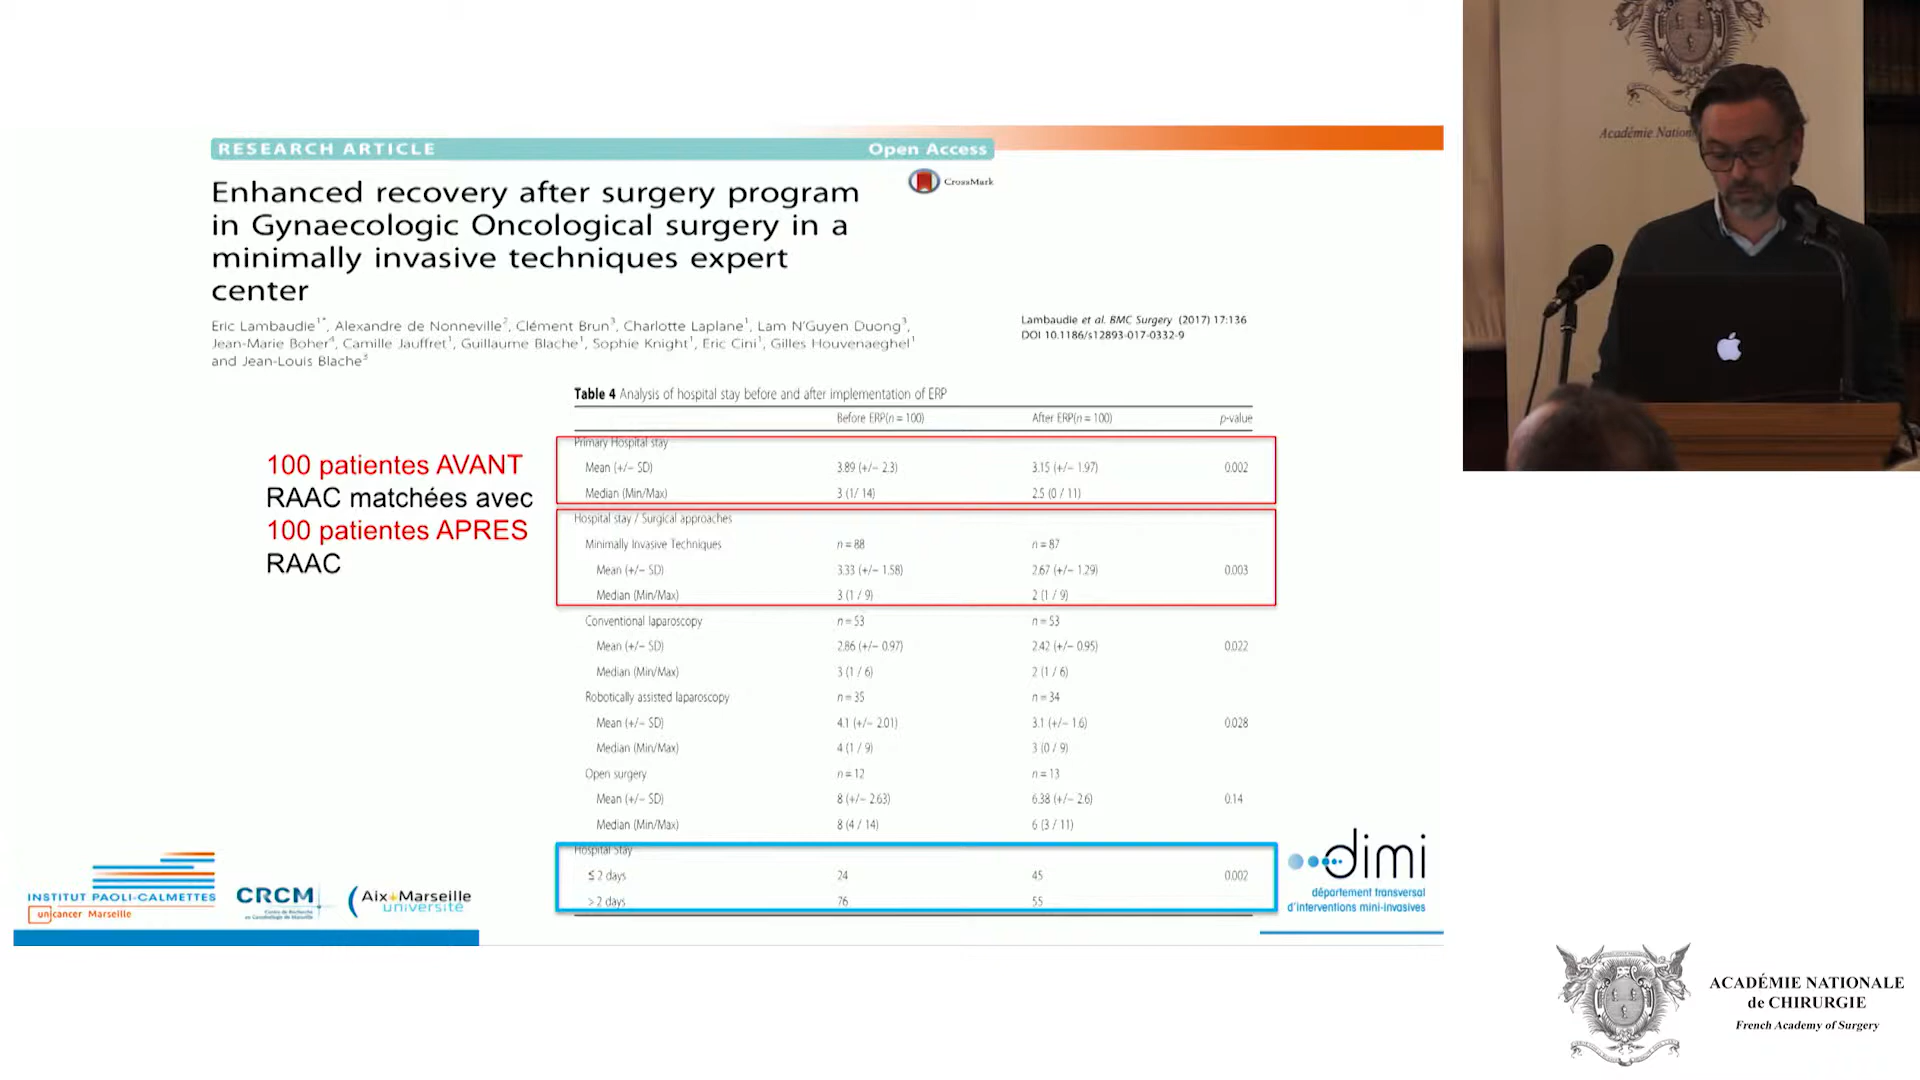 RESEARCH ARTICLE Open Access
CrossMark
Enhanced recovery after surgery program
in Gynaecologic Oncological surgery in a
minimally invasive techniques expert
center
Eric Lambaudie1*, Alexandre de Nonneville2, Clément Brun3, Charlotte Laplane1, Lam N'Guyen Duong3,
Jean-Marie Boher4, Camille Jauffret1, Guillaume Blache1, Sophie Knight1, Eric Cini1, Gilles Houvenaeghel1
and Jean-Louis Blache3
Lambaudie et al. BMC Surgery (2017) 17:136
DOI 10.1186/s12893-017-0332-9
100 patientes AVANT
RAAC matchées avec
100 patientes APRES
RAAC
Table 4 Analysis of hospital stay before and after implementation of ERP
Before ERP(n = 100) After ERP(n = 100) p-value
Primary Hospital stay
Mean (+/− SD) 3.89 (+/− 2.3) 3.15 (+/− 1.97) 0.002
Median (Min/Max) 3 (1/ 14) 2.5 (0 / 11)
Hospital stay / Surgical approaches
Minimally Invasive Techniques n = 88 n = 87
Mean (+/− SD) 3.33 (+/− 1.58) 2.67 (+/− 1.29) 0.003
Median (Min/Max) 3 (1 / 9) 2 (1 / 9)
Conventional laparoscopy n = 53 n = 53
Mean (+/− SD) 2.86 (+/− 0.97) 2.42 (+/− 0.95) 0.022
Median (Min/Max) 3 (1 / 6) 2 (1 / 6)
Robotically assisted laparoscopy n = 35 n = 34
Mean (+/− SD) 4.1 (+/− 2.01) 3.1 (+/− 1.6) 0.028
Median (Min/Max) 4 (1 / 9) 3 (0 / 9)
Open surgery n = 12 n = 13
Mean (+/− SD) 8 (+/− 2.63) 6.38 (+/− 2.6) 0.14
Median (Min/Max) 8 (4 / 14) 6 (3 / 11)
Hospital Stay
≤ 2 days 24 45 0.002
> 2 days 76 55
INSTITUT PAOLI-CALMETTES
unicancer Marseille
CRCM
Centre de Recherche
en Cancérologie de Marseille
Aix+Marseille
université
dimi
département transversal
d'interventions mini-invasives
Académie Nation
ACADÉMIE NATIONALE
de CHIRURGIE
French Academy of Surgery